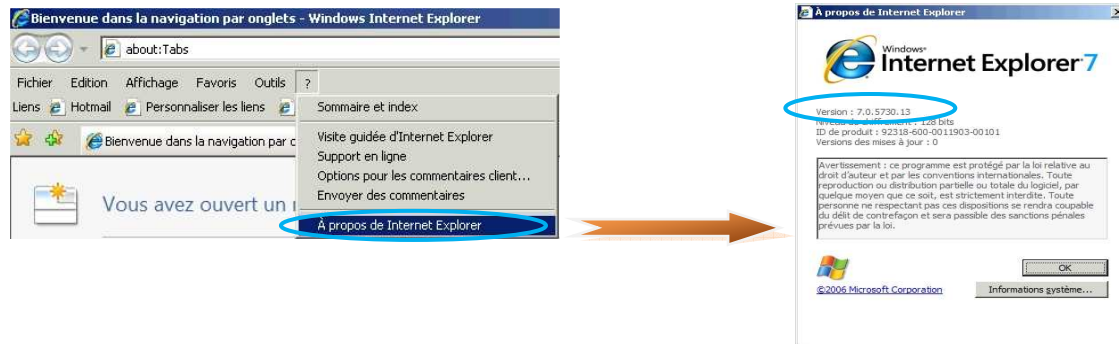 Bienvenue dans la navigation par onglets - Windows Internet Explorer
about:Tabs
Fichier Edition Affichage Favoris Outils ?
Liens Hotmail Personnaliser les liens
Bienvenue dans la navigation par
Vous avez ouvert un
Sommaire et index
Visite guidée d'Internet Explorer
Support en ligne
Options pour les commentaires client...
Envoyer des commentaires
À propos de Internet Explorer
À propos de Internet Explorer
Windows
Internet Explorer 7
Version : 7.0.5730.13
Niveau de chiffrement : 128 bits
ID de produit : 92318-600-0011903-00101
Versions des mises à jour : 0
Avertissement : ce programme est protégé par la loi relative au
droit d'auteur et par les conventions internationales. Toute
reproduction ou distribution partielle ou totale du logiciel, par
quelque moyen que ce soit, est strictement interdite. Toute
personne ne respectant pas ces dispositions se rendra coupable
du délit de contrefaçon et sera passible des sanctions pénales
prévues par la loi.
OK
©2006 Microsoft Corporation
Informations système...